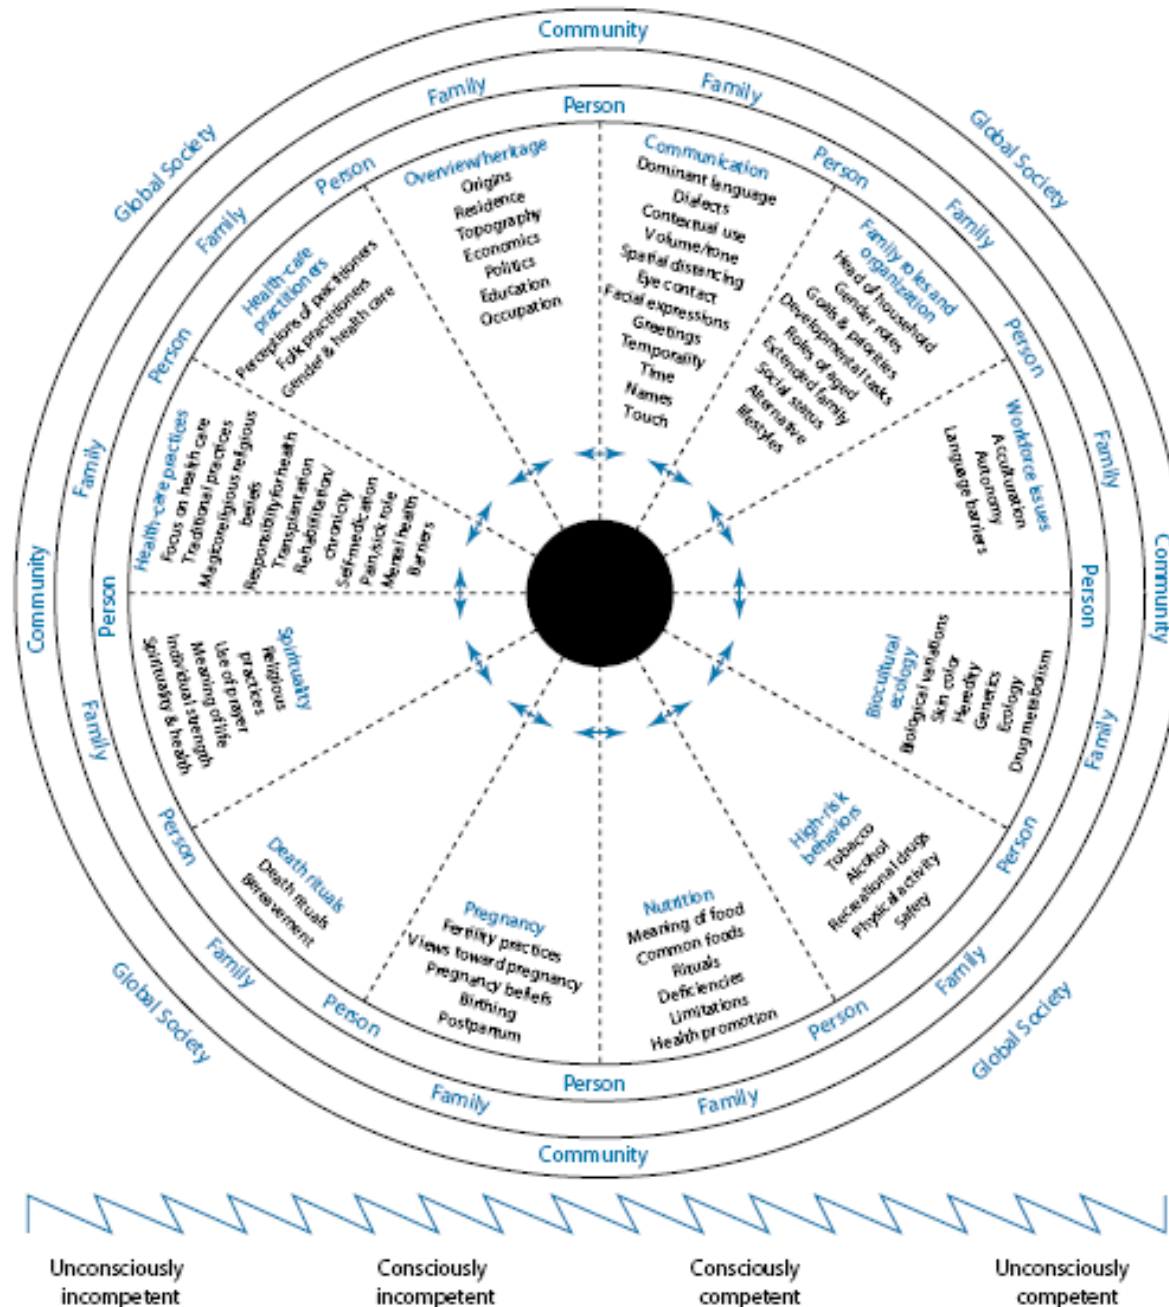 Community
Family
Family
Person
Global Society
Global Society
Person
Person
Family
Family
Person
Person
Family
Family
Community
Community
Person
Person
Family
Family
Person
Person
Family
Family
Person
Person
Global Society
Global Society
Person
Family
Family
Community
Overview/heritage
Origins
Residence
Topography
Economics
Politics
Education
Occupation
Communication
Dominant language
Dialects
Contextual use
Volume/tone
Spatial distancing
Eye contact
Facial expressions
Greetings
Temporality
Time
Names
Touch
Family roles and
organization
Head of household
Gender roles
Goals & priorities
Developmental tasks
Roles of aged
Extended family
Social status
Alternative
lifestyles
Workforce issues
Acculturation
Autonomy
Language barriers
Biocultural
ecology
Biological variations
Skin color
Heredity
Genetics
Ecology
Drug metabolism
High-risk
behaviors
Tobacco
Alcohol
Recreational drugs
Physical activity
Safety
Nutrition
Meaning of food
Common foods
Rituals
Deficiencies
Limitations
Health promotion
Pregnancy
Fertility practices
Views toward pregnancy
Pregnancy beliefs
Birthing
Postpartum
Death rituals
Death rituals
Bereavement
Spirituality
Religious
practices
Use of prayer
Meaning of life
Individual strength
Spirituality & health
Health-care practices
Focus on health care
Traditional practices
Magicoreligious religious
beliefs
Responsibility for health
Transplantation
Rehabilitation/
chronicity
Self-medication
Pain/sick role
Mental health
Barriers
Health-care
practitioners
Perceptions of practitioners
Folk practitioners
Gender & health care
Unconsciously
incompetent
Consciously
incompetent
Consciously
competent
Unconsciously
competent